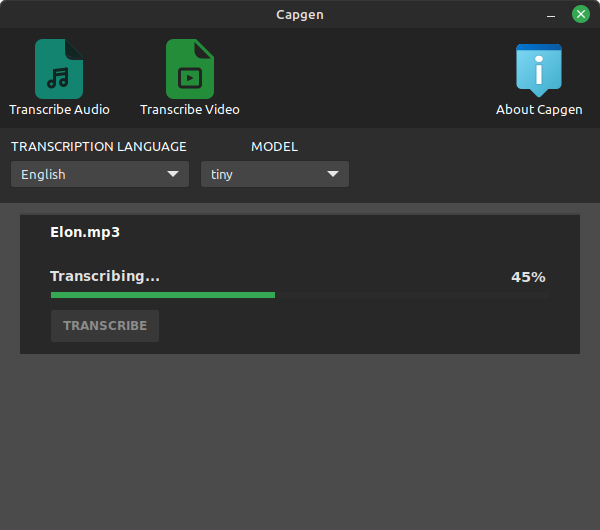 Capgen
Transcribe Audio
Transcribe Video
About Capgen
TRANSCRIPTION LANGUAGE
MODEL
English
tiny
Elon.mp3
Transcribing...
45%
TRANSCRIBE